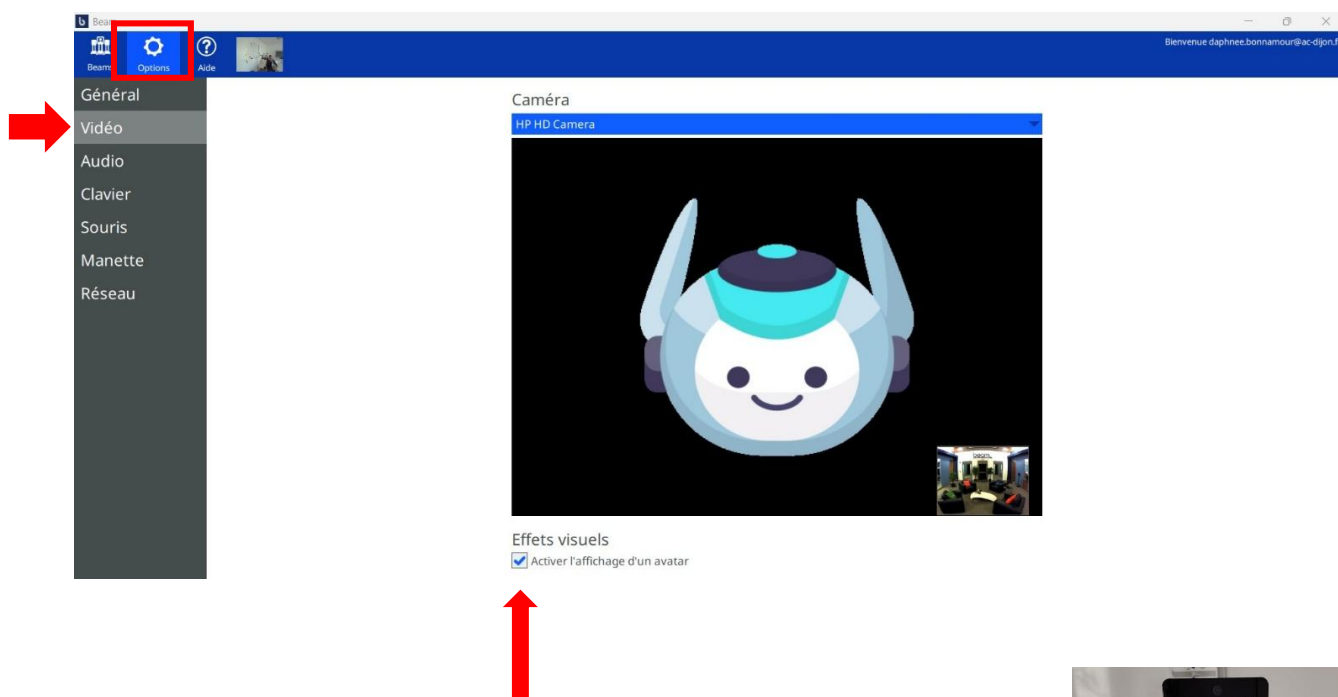 b Beam
Beams
Options
Aide
Bienvenue daphnee.bonnamour@ac-dijon.f
Général
Vidéo
Audio
Clavier
Souris
Manette
Réseau
Caméra
HP HD Camera
Effets visuels
Activer l'affichage d'un avatar